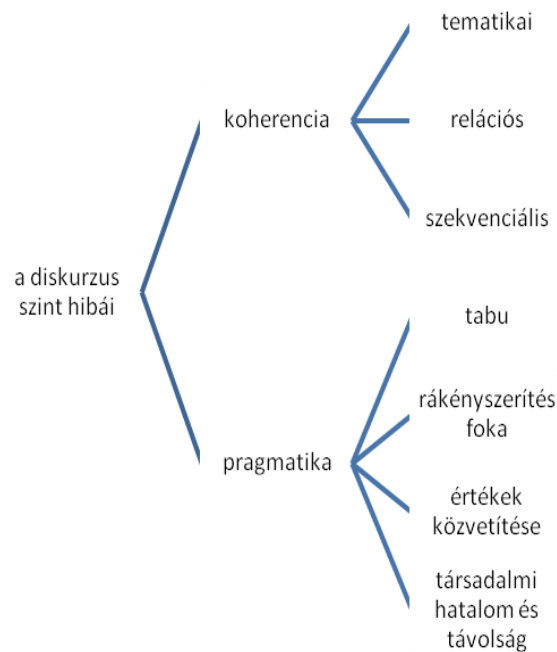 a diskurzus
szint hibái
koherencia
tematikai
relációs
szekvenciális
pragmatika
tabu
rákényszerítés
foka
értékek
közvetítése
társadalmi
hatalom és
távolság